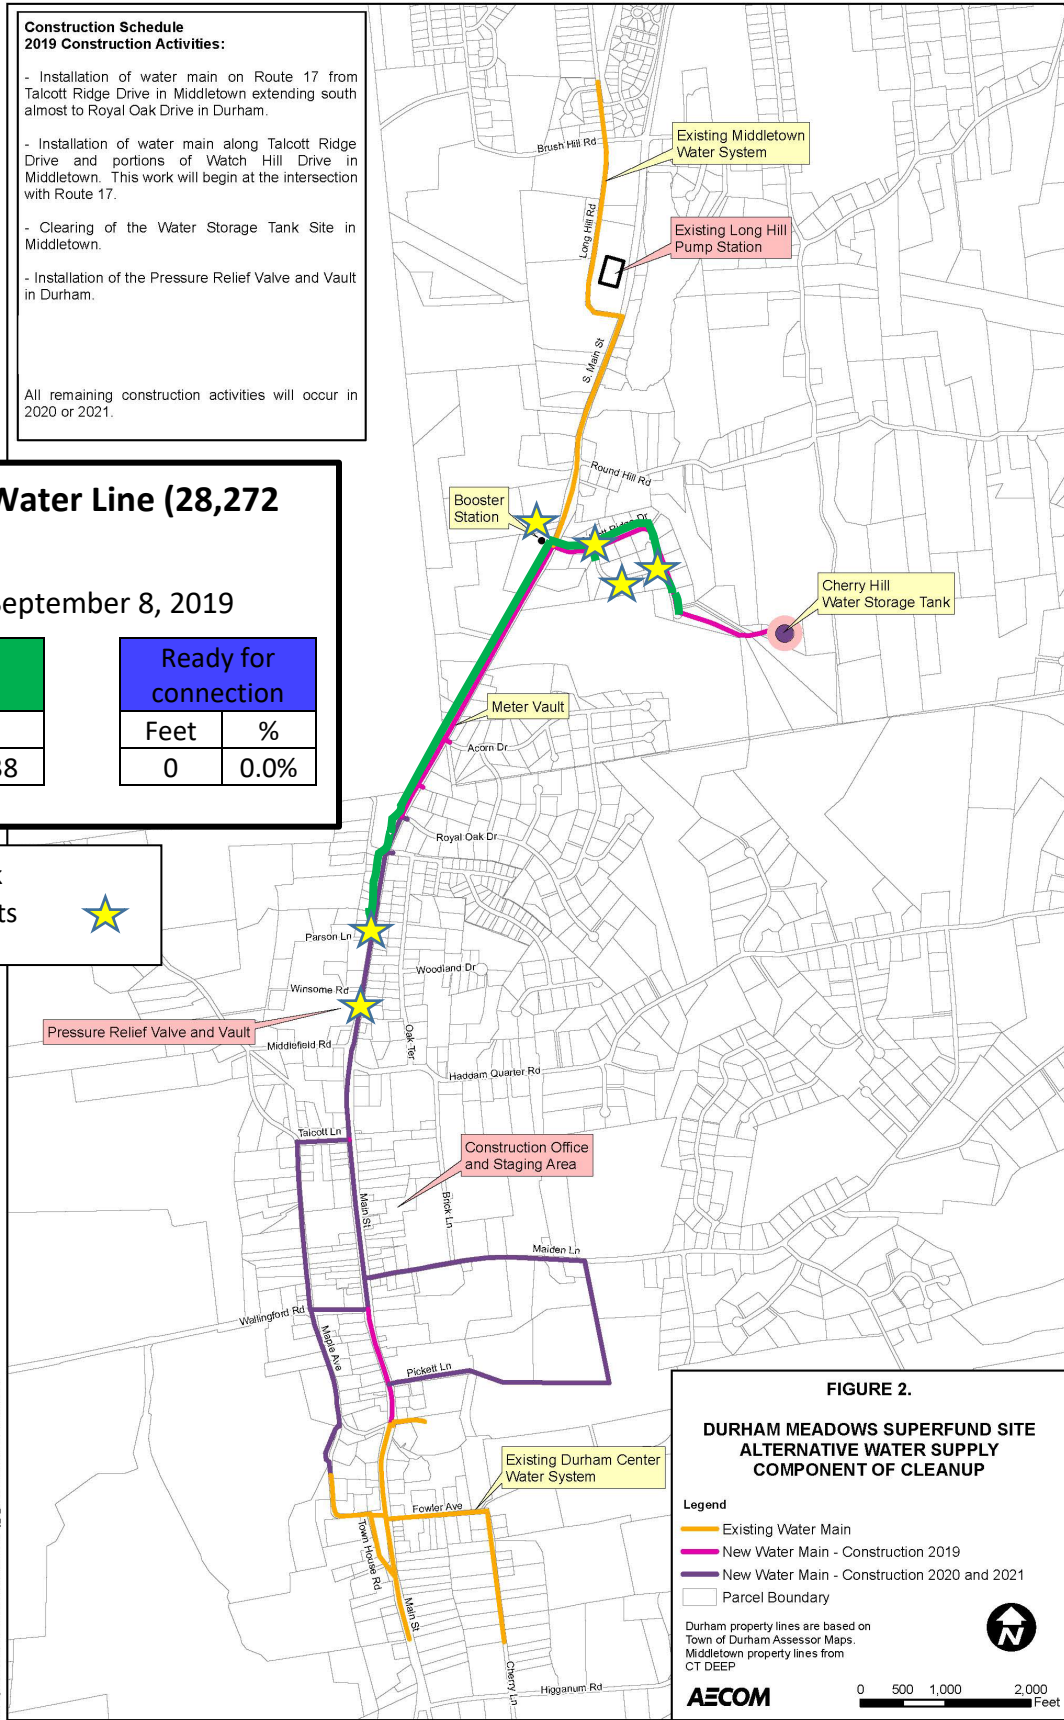 Construction Schedule
2019 Construction Activities:
- Installation of water main on Route 17 from
Talcott Ridge Drive in Middletown extending south
almost to Royal Oak Drive in Durham.
- Installation of water main along Talcott Ridge
Drive and portions of Watch Hill Drive in
Middletown. This work will begin at the intersection
with Route 17.
- Clearing of the Water Storage Tank Site in
Middletown.
- Installation of the Pressure Relief Valve and Vault
in Durham.
All remaining construction activities will occur in
2020 or 2021.
Water Line (28,272
September 8, 2019
Ready for
connection
Feet %
38
0 0.0%
ts
Brush Hill Rd
Existing Middletown
Water System
Long Hill Rd
Existing Long Hill
Pump Station
S. Main St
Round Hill Rd
Booster
Station
Ridge Dr
Cherry Hill
Water Storage Tank
Meter Vault
Acorn Dr
Royal Oak Dr
Parson Ln
Woodland Dr
Winsome Rd
Pressure Relief Valve and Vault
Oak Ter
Middlefield Rd
Haddam Quarter Rd
Talcott Ln
Construction Office
and Staging Area
Main St
Brick Ln
Maiden Ln
Wallingford Rd
Maple Ave
Pickett Ln
Existing Durham Center
Water System
Fowler Ave
Town House Rd
Main St
Cherry Ln
Higganum Rd
FIGURE 2.
DURHAM MEADOWS SUPERFUND SITE
ALTERNATIVE WATER SUPPLY
COMPONENT OF CLEANUP
Legend
Existing Water Main
New Water Main - Construction 2019
New Water Main - Construction 2020 and 2021
Parcel Boundary
Durham property lines are based on
Town of Durham Assessor Maps.
Middletown property lines from
CT DEEP
N
AECOM
0 500 1,000 2,000
Feet